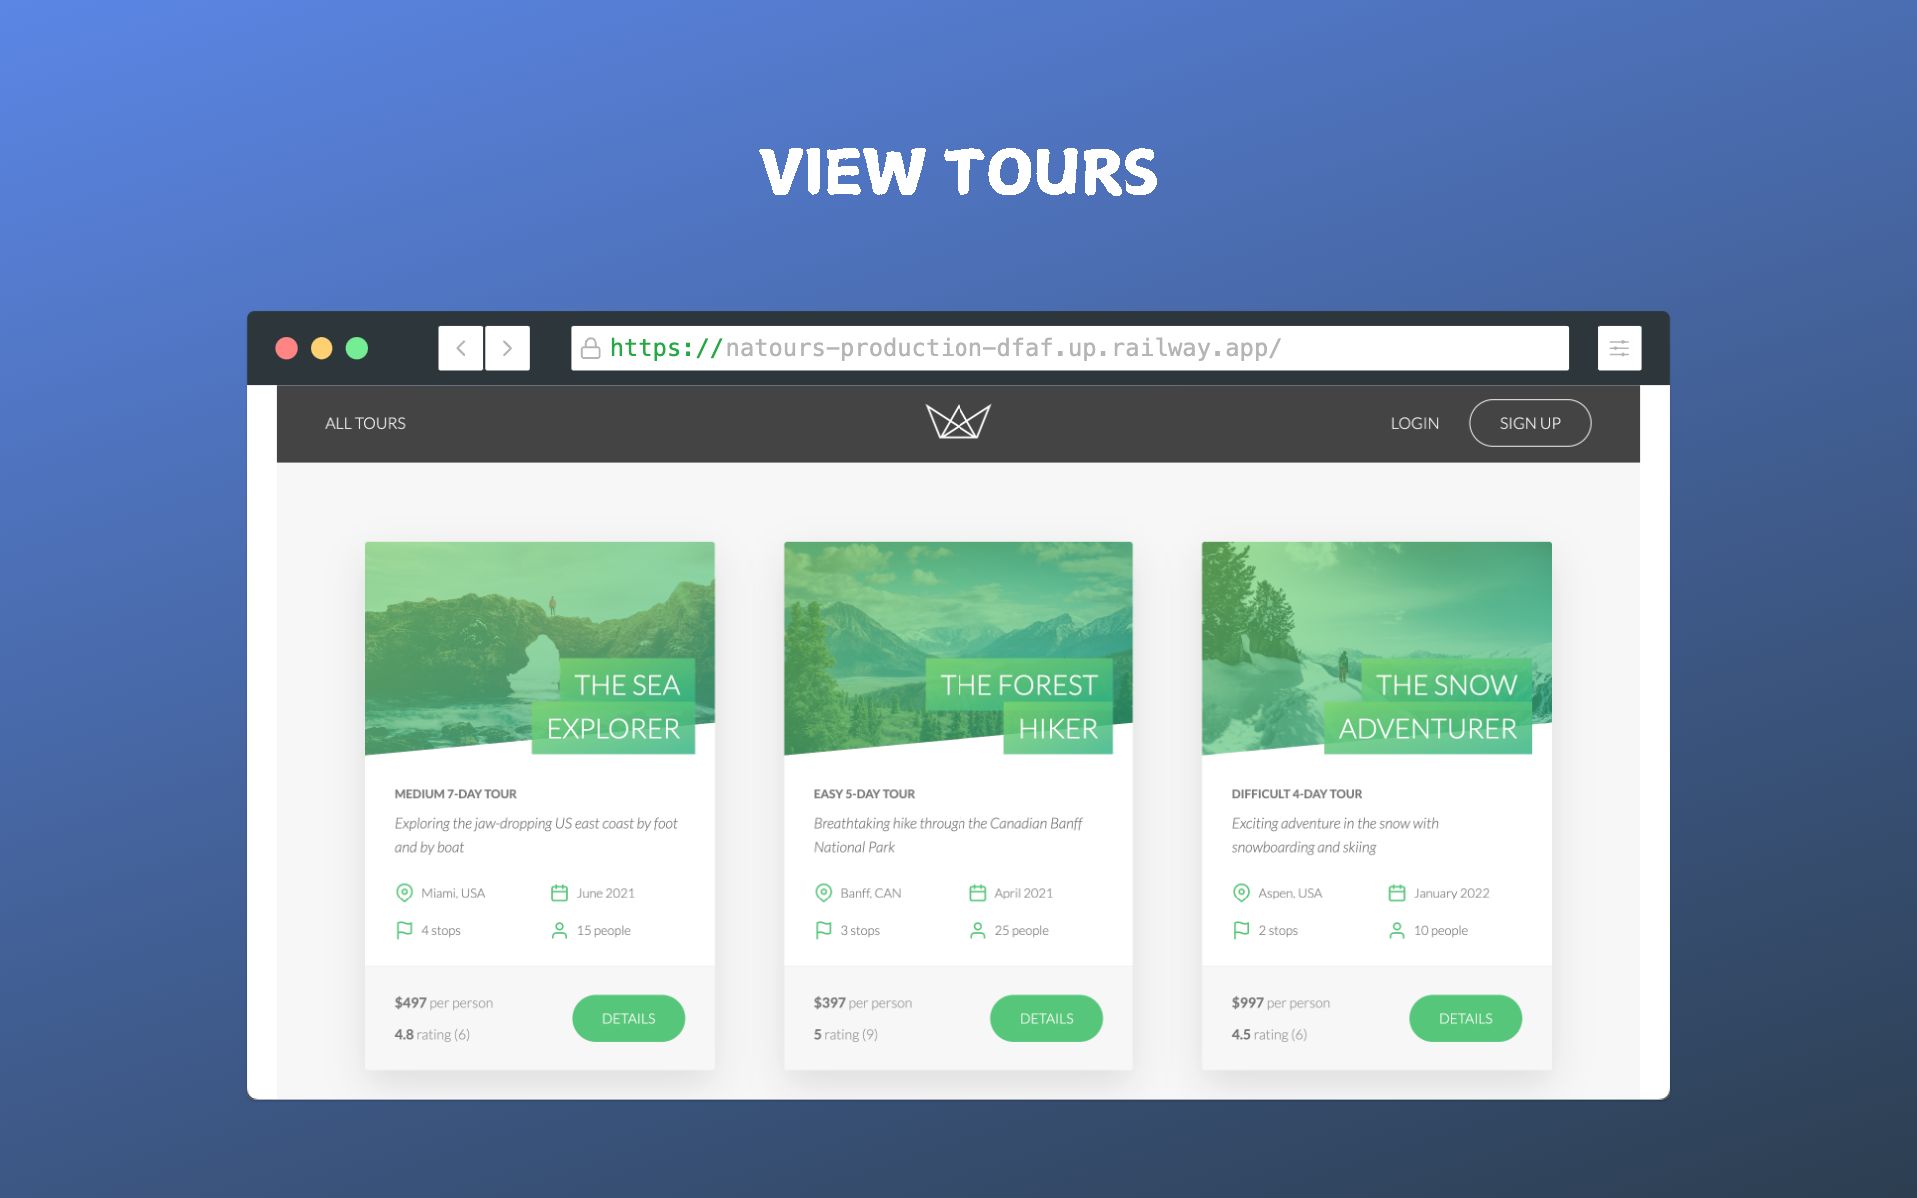 VIEW TOURS
https://natours-production-dfaf.up.railway.app/
ALL TOURS
LOGIN
SIGN UP
THE SEA
EXPLORER
MEDIUM 7-DAY TOUR
Exploring the jaw-dropping US east coast by foot
and by boat
Miami, USA
June 2021
4 stops
15 people
$497 per person
4.8 rating (6)
DETAILS
THE FOREST
HIKER
EASY 5-DAY TOUR
Breathtaking hike through the Canadian Banff
National Park
Banff, CAN
April 2021
3 stops
25 people
$397 per person
5 rating (9)
DETAILS
THE SNOW
ADVENTURER
DIFFICULT 4-DAY TOUR
Exciting adventure in the snow with
snowboarding and skiing
Aspen, USA
January 2022
2 stops
10 people
$997 per person
4.5 rating (6)
DETAILS